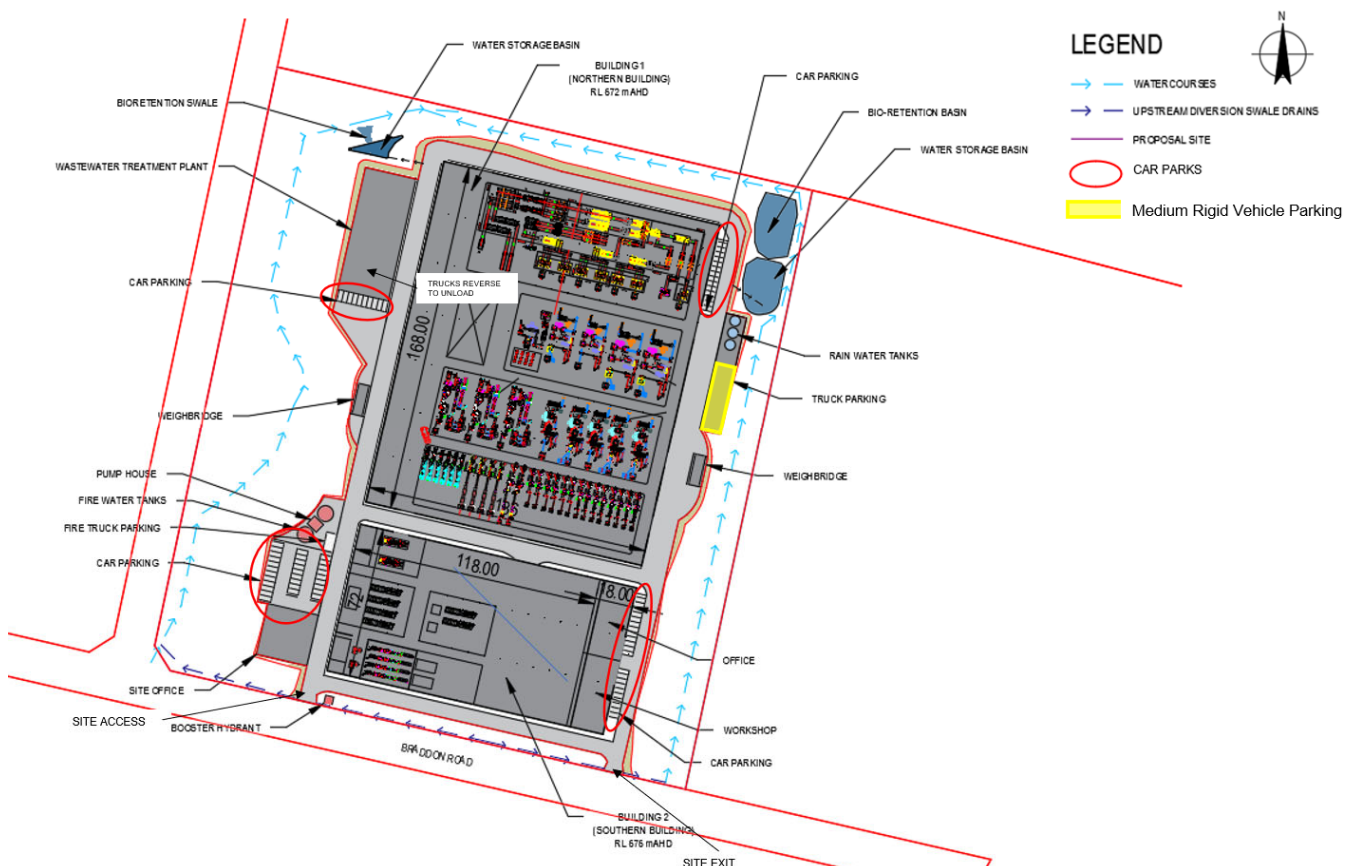 N
LEGEND
WATER COURSES
UPSTREAM DIVERSION SWALE DRAINS
PROPOSAL SITE
CAR PARKS
Medium Rigid Vehicle Parking
WATER STORAGE BASIN
BUILDING 1
(NORTHERN BUILDING)
RL 672 mAHD
CAR PARKING
BIORETENTION SWALE
BIO-RETENTION BASIN
WATER STORAGE BASIN
WASTEWATER TREATMENT PLANT
CAR PARKING
TRUCKS REVERSE
TO UNLOAD
168.00
RAIN WATER TANKS
TRUCK PARKING
WEIGHBRIDGE
WEIGHBRIDGE
PUMP HOUSE
FIRE WATER TANKS
FIRE TRUCK PARKING
CAR PARKING
118.00
18.00
72
OFFICE
SITE OFFICE
SITE ACCESS
BOOSTER HYDRANT
WORKSHOP
CAR PARKING
BRADDON ROAD
BUILDING 2
(SOUTHERN BUILDING)
RL 676 mAHD
SITE EXIT